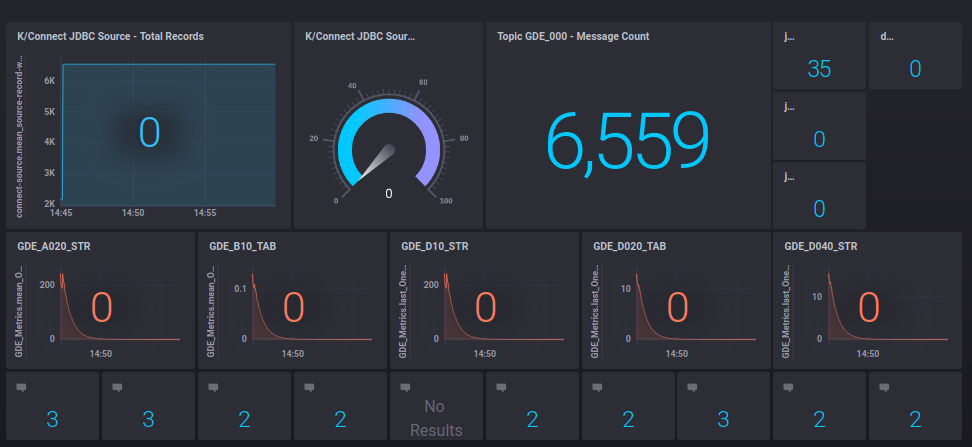 K/Connect JDBC Source - Total Records
K/Connect JDBC Sour...
Topic GDE_000 - Message Count
j...
d...
connect-source.mean_source-record-w...
6K
5K
4K
3K
2K
0
14:45
14:50
14:55
0
20
40
60
80
100
0
6,559
35
0
j...
0
j...
0
GDE_A020_STR
GDE_B10_TAB
GDE_D10_STR
GDE_D020_TAB
GDE_D040_STR
GDE_Metrics.mean_O...
200
0
0
14:50
GDE_Metrics.mean_O...
0.1
0
0
14:50
GDE_Metrics.last_One...
200
0
0
14:50
GDE_Metrics.last_One...
10
0
0
14:50
GDE_Metrics.last_One...
10
0
0
14:50
3
3
2
2
No
Results
2
2
3
2
2